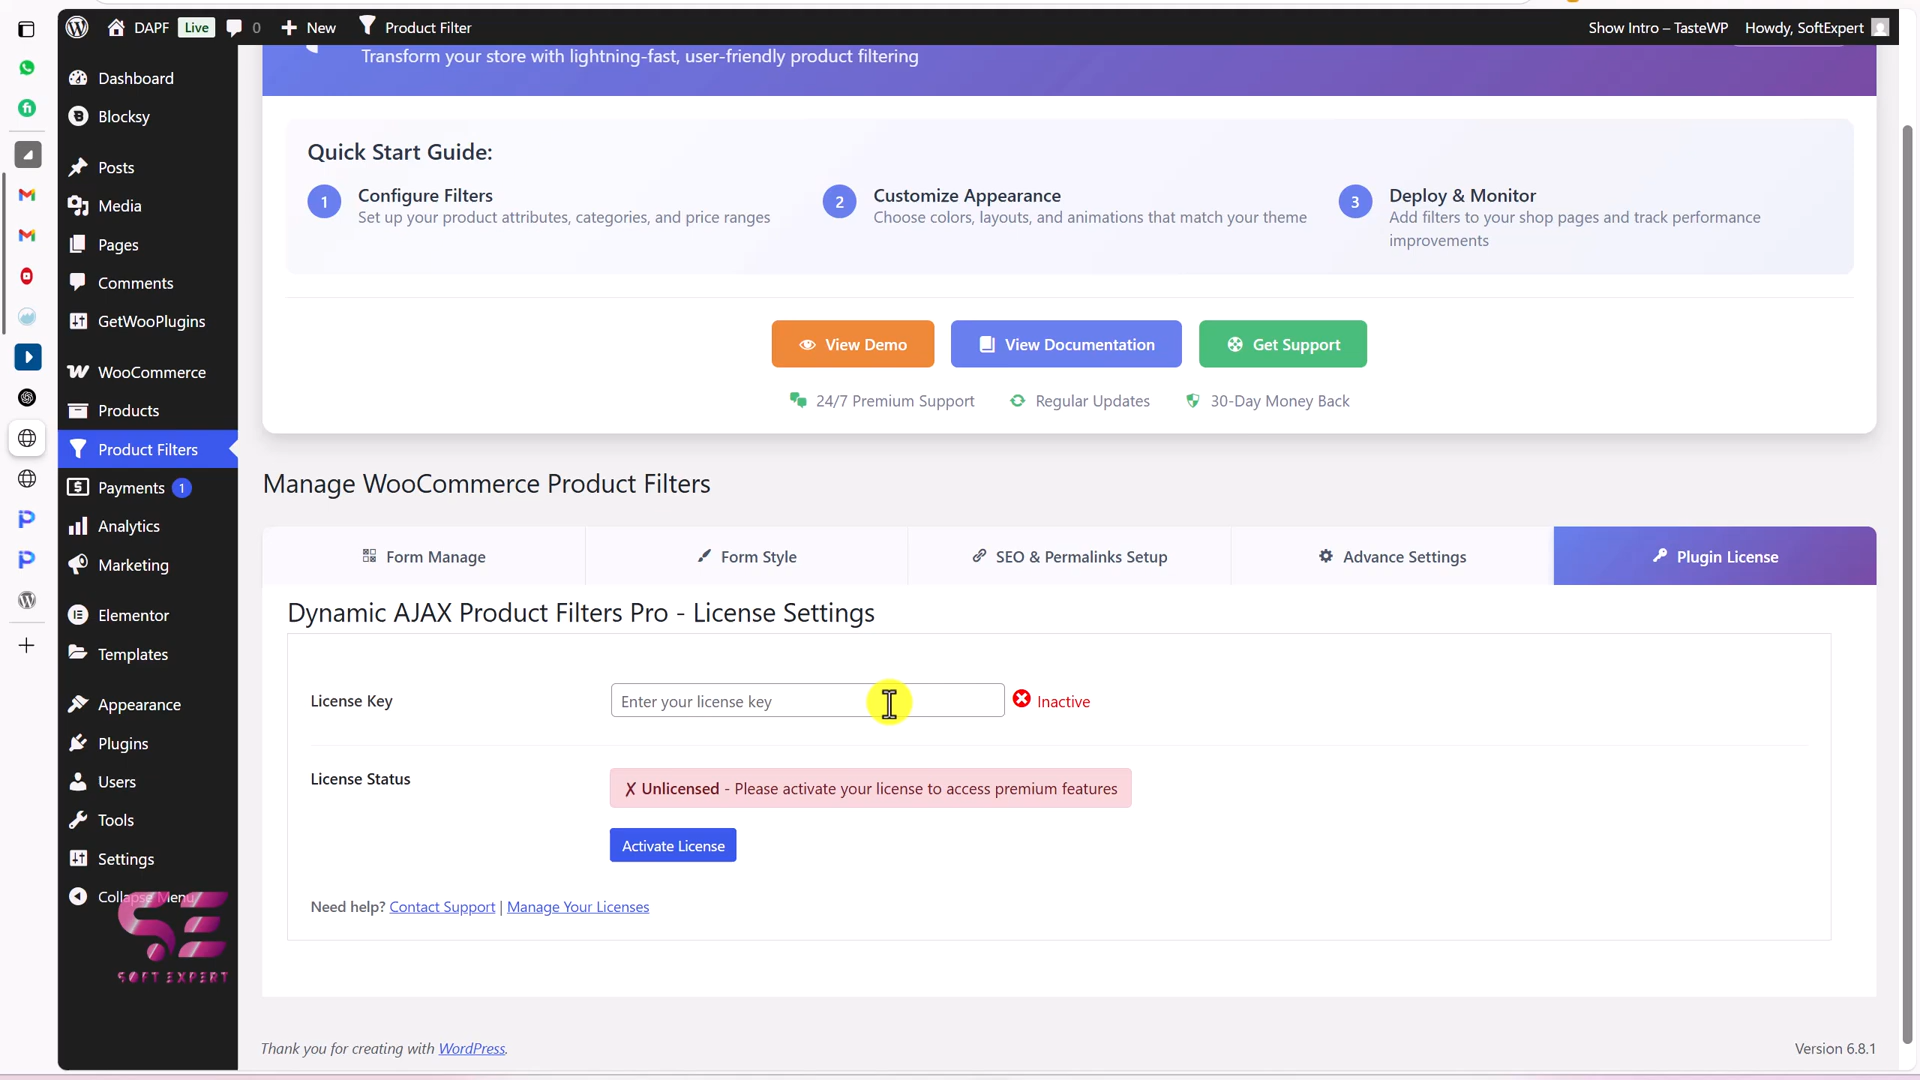 DAPF Live 0 New Product Filter Show Intro – TasteWP Howdy, SoftExpert
Transform your store with lightning-fast, user-friendly product filtering
Dashboard
Blocksy
Posts
Media
Pages
Comments
GetWooPlugins
WooCommerce
Products
Product Filters
Payments 1
Analytics
Marketing
Elementor
Templates
Appearance
Plugins
Users
Tools
Settings
Collapse Menu
SE
SOFT EXPERT
Quick Start Guide:
1 Configure Filters
Set up your product attributes, categories, and price ranges
2 Customize Appearance
Choose colors, layouts, and animations that match your theme
3 Deploy & Monitor
Add filters to your shop pages and track performance
improvements
View Demo View Documentation Get Support
24/7 Premium Support Regular Updates 30-Day Money Back
Manage WooCommerce Product Filters
Form Manage Form Style SEO & Permalinks Setup Advance Settings Plugin License
Dynamic AJAX Product Filters Pro - License Settings
License Key Enter your license key Inactive
License Status ✗ Unlicensed - Please activate your license to access premium features
Activate License
Need help? Contact Support | Manage Your Licenses
Thank you for creating with WordPress. Version 6.8.1